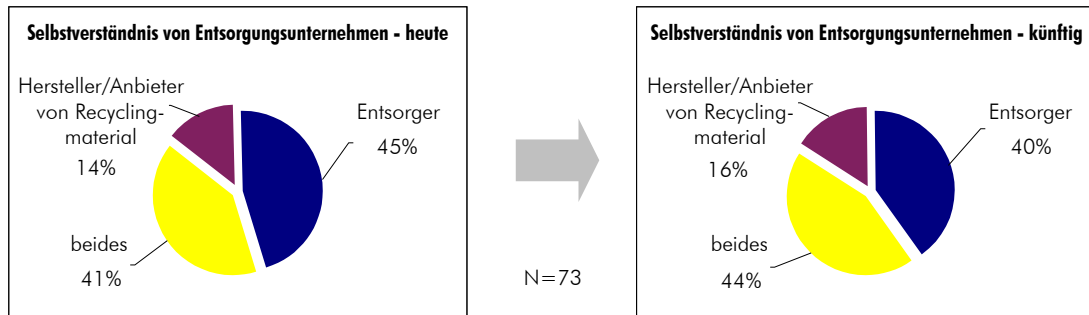 Selbstverständnis von Entsorgungsunternehmen - heute
Hersteller/Anbieter
von Recycling-
material
14%
Entsorger
45%
beides
41%
N=73
Selbstverständnis von Entsorgungsunternehmen - künftig
Hersteller/Anbieter
von Recycling-
material
16%
Entsorger
40%
beides
44%